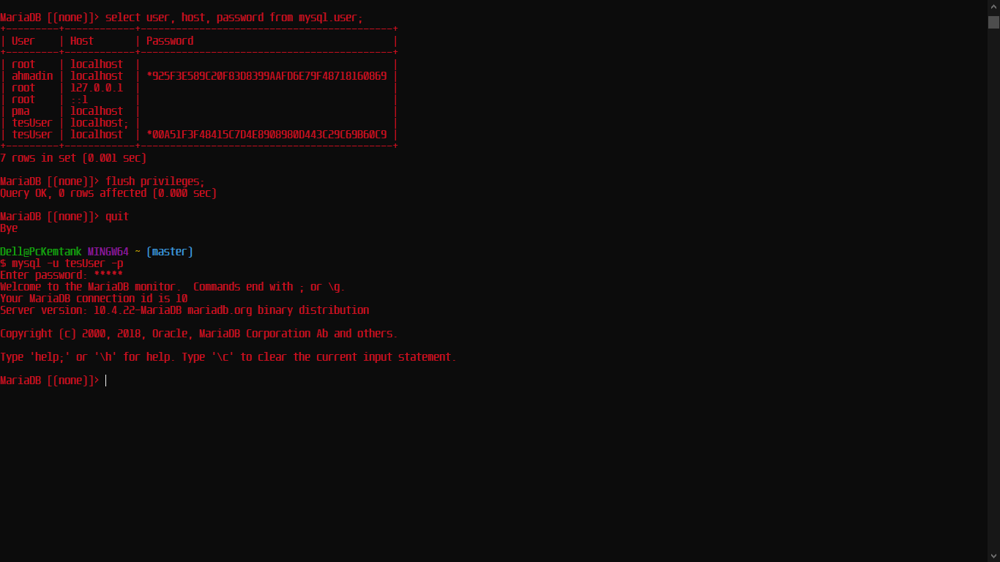 MariaDB [(none)]> select user, host, password from mysql.user;
+---------+------------+-------------------------------------------+
| User    | Host       | Password                                  |
+---------+------------+-------------------------------------------+
| root    | localhost  |                                           |
| ahmadin | localhost  | *925F3E589C20F83D8399AAFD6E79F48718160869 |
| root    | 127.0.0.1  |                                           |
| root    | ::1        |                                           |
| pma     | localhost  |                                           |
| tesUser | localhost; |                                           |
| tesUser | localhost  | *00A51F3F48415C7D4E8908980D443C29C69B60C9 |
+---------+------------+-------------------------------------------+
7 rows in set (0.001 sec)
MariaDB [(none)]> flush privileges;
Query OK, 0 rows affected (0.000 sec)
MariaDB [(none)]> quit
Bye
Dell@PcKemtank MINGW64 ~ (master)
$ mysql -u tesUser -p
Enter password: *****
Welcome to the MariaDB monitor.  Commands end with ; or \g.
Your MariaDB connection id is 10
Server version: 10.4.22-MariaDB mariadb.org binary distribution
Copyright (c) 2000, 2018, Oracle, MariaDB Corporation Ab and others.
Type 'help;' or '\h' for help. Type '\c' to clear the current input statement.
MariaDB [(none)]>